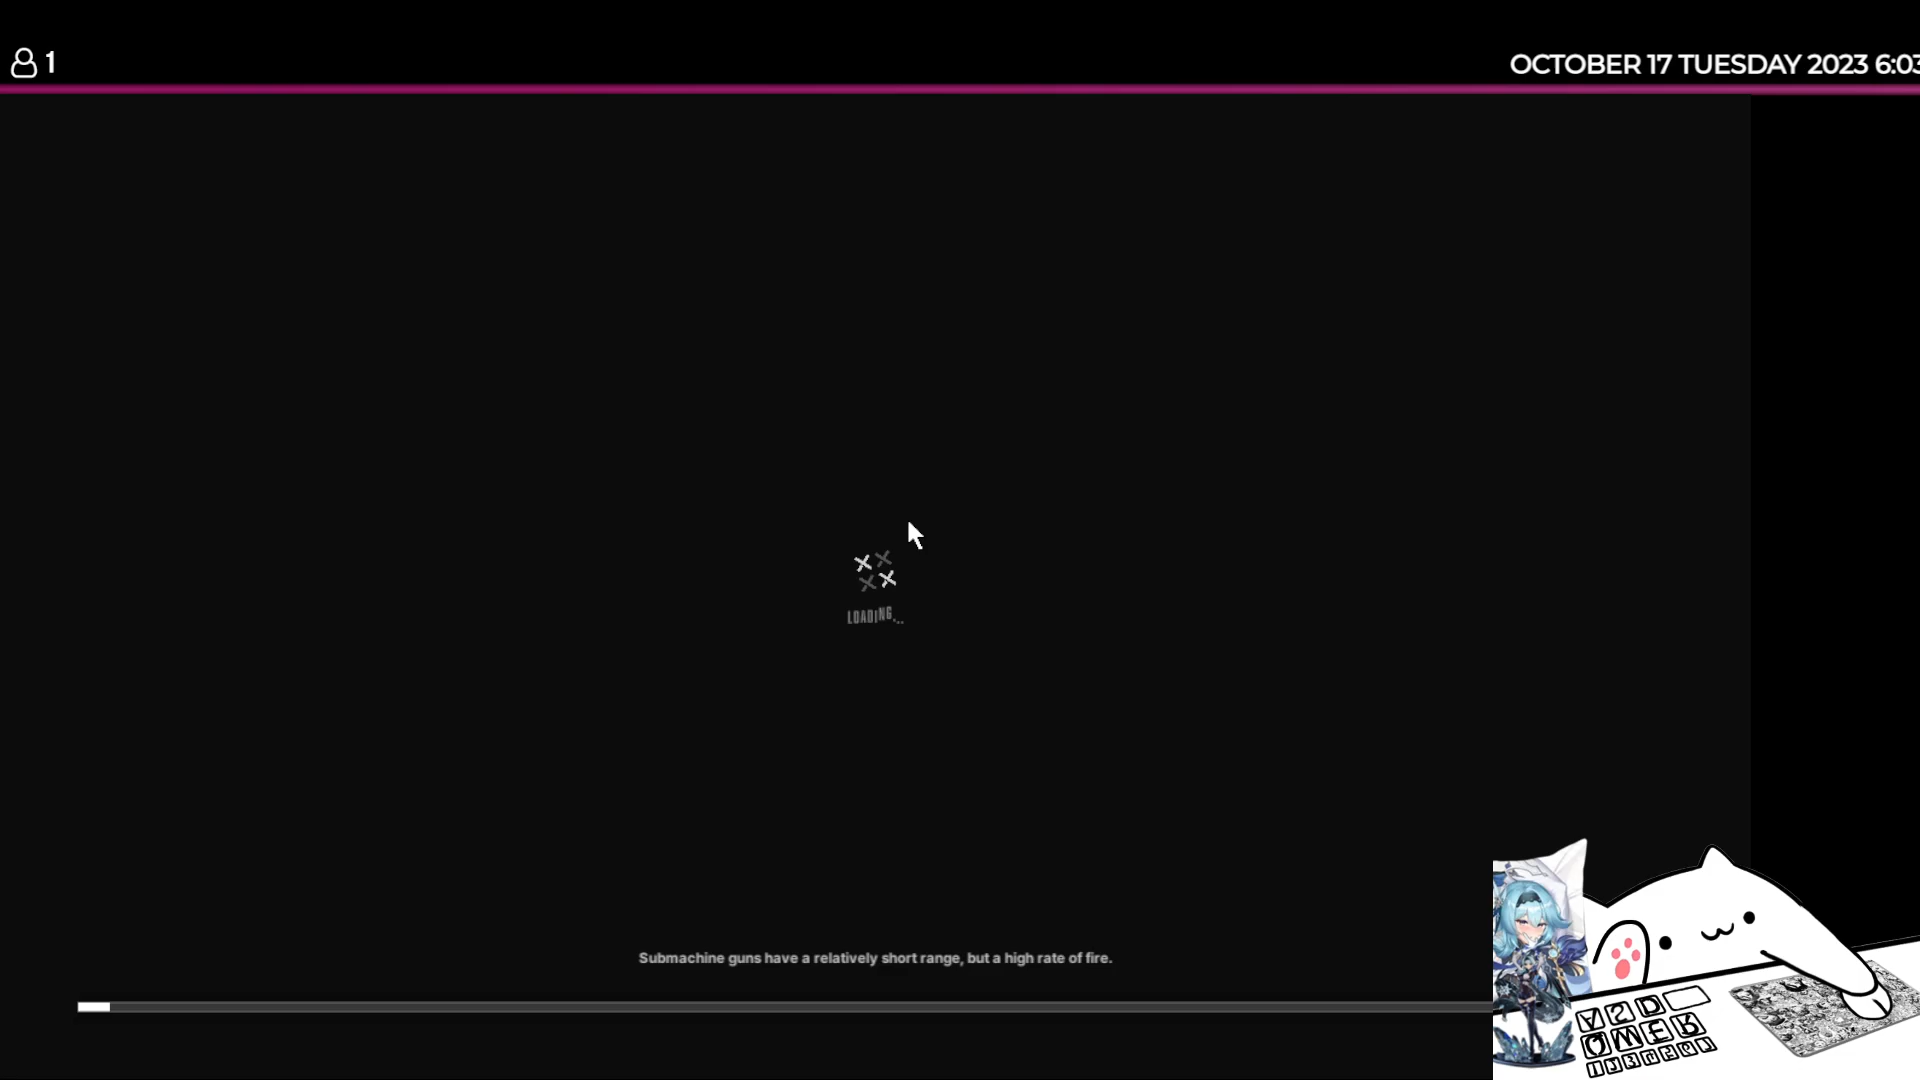 1
OCTOBER 17 TUESDAY 2023 6:03
LOADING...
Submachine guns have a relatively short range, but a high rate of fire.